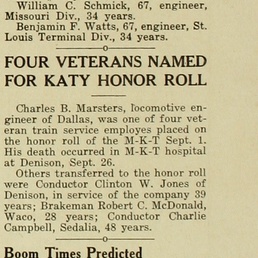 William C. Schmick, 67, engineer,
Missouri Div., 34 years.
Benjamin F. Watts, 67, engineer, St.
Louis Terminal Div., 34 years.
FOUR VETERANS NAMED
FOR KATY HONOR ROLL
Charles B. Marsters, locomotive en-
gineer of Dallas, was one of four vet-
eran train service employes placed on
the honor roll of the M-K-T Sept. 1.
His death occurred in M-K-T hospital
at Denison, Sept. 26.
Others transferred to the honor roll
were Conductor Clinton W. Jones of
Denison, in service of the company 39
years; Brakeman Robert C. McDonald,
Waco, 28 years; Conductor Charlie
Campbell, Sedalia, 48 years.
Boom Times Predicted